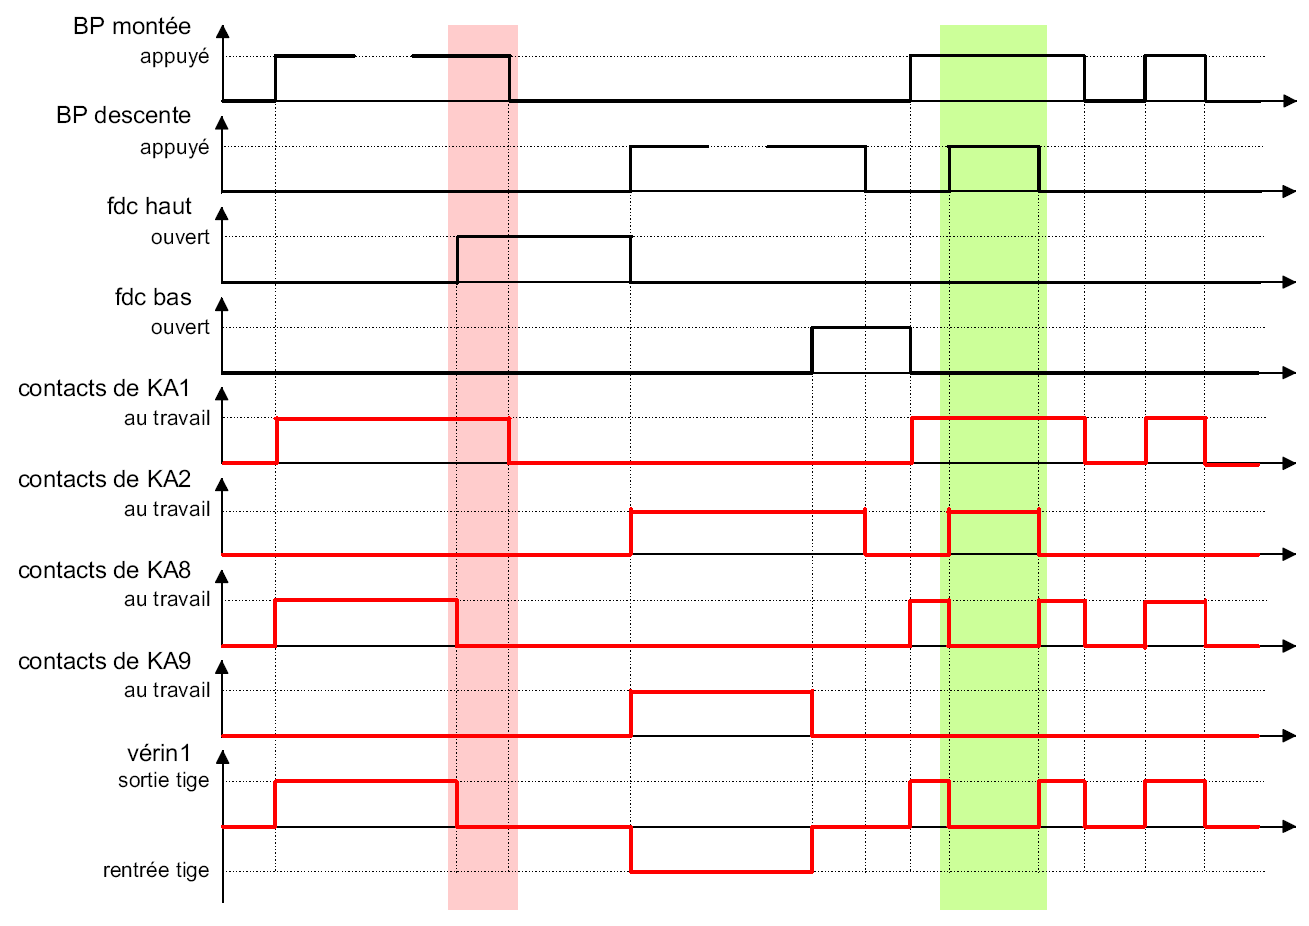 BP montée
appuyé
BP descente
appuyé
fdc haut
ouvert
fdc bas
ouvert
contacts de KA1
au travail
contacts de KA2
au travail
contacts de KA8
au travail
contacts de KA9
au travail
vérin1
sortie tige
rentrée tige